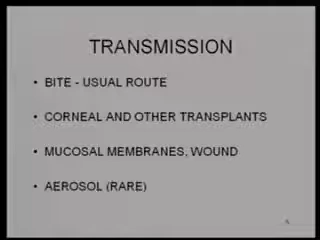 TRANSMISSION
• BITE - USUAL ROUTE
• CORNEAL AND OTHER TRANSPLANTS
• MUCOSAL MEMBRANES, WOUND
• AEROSOL (RARE)